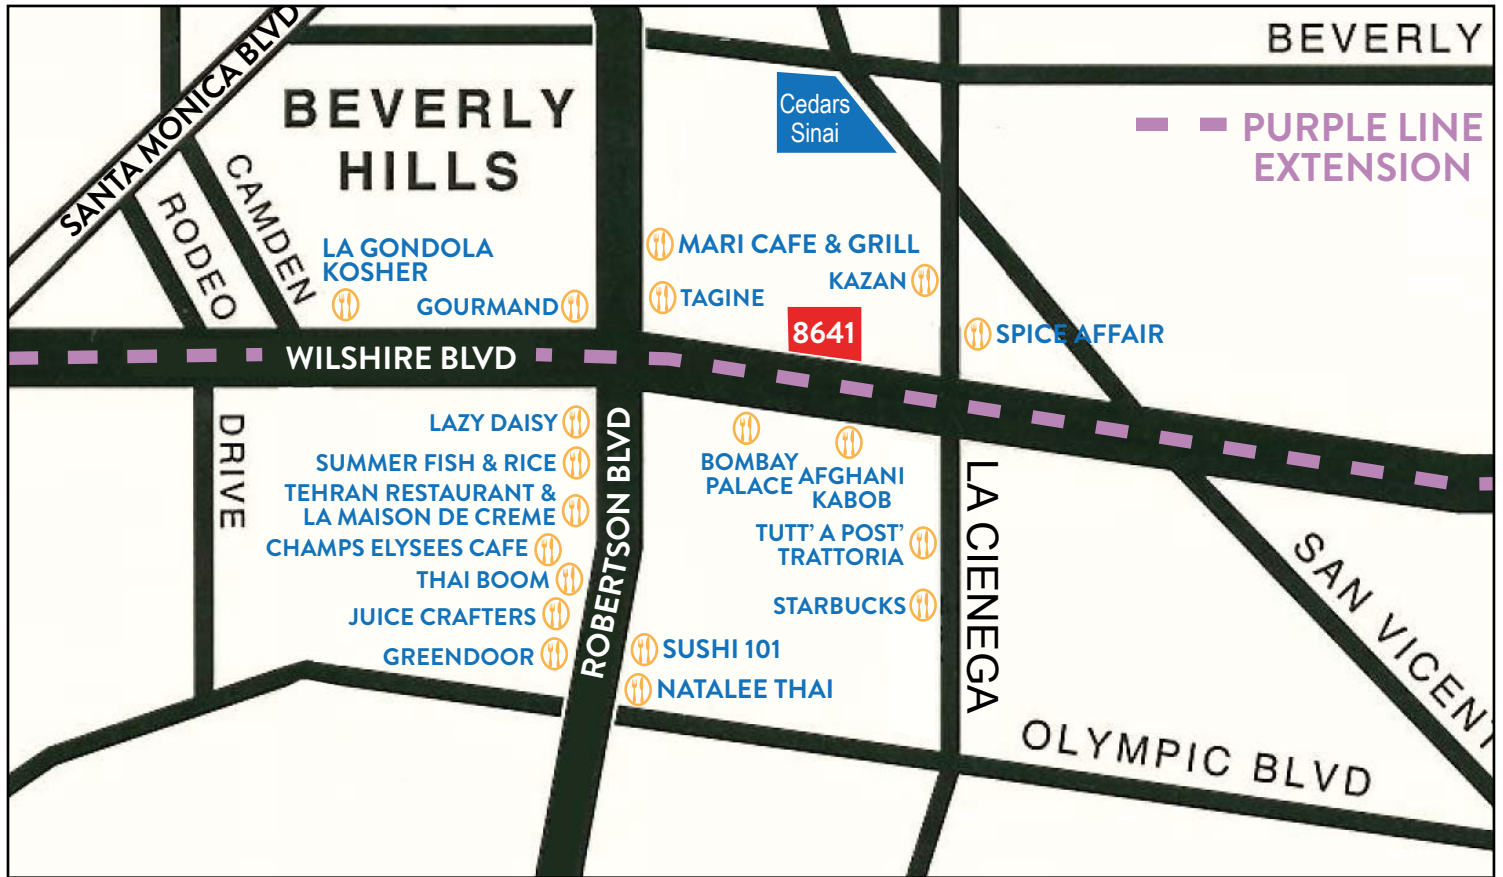 SANTA MONICA BLVD
BEVERLY
BEVERLY
HILLS
Cedars
Sinai
PURPLE LINE
EXTENSION
CAMDEN
RODEO
LA GONDOLA
KOSHER
GOURMAND
MARI CAFE & GRILL
KAZAN
TAGINE
8641
SPICE AFFAIR
WILSHIRE BLVD
DRIVE
LAZY DAISY
SUMMER FISH & RICE
TEHRAN RESTAURANT &
LA MAISON DE CREME
CHAMPS ELYSEES CAFE
THAI BOOM
JUICE CRAFTERS
GREENDOOR
ROBERTSON BLVD
BOMBAY
PALACE
AFGHANI
KABOB
TUTT' A POST'
TRATTORIA
STARBUCKS
SUSHI 101
NATALEE THAI
LA CIENEGA
SAN VICENT
OLYMPIC BLVD